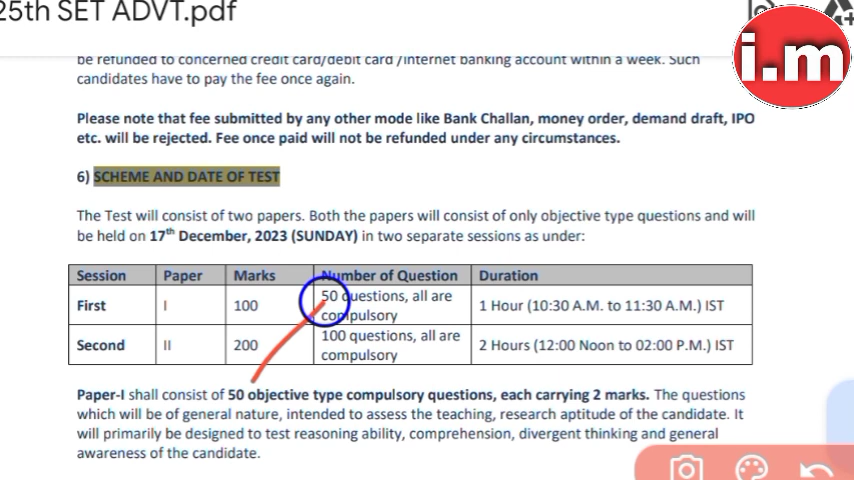 25th SET ADVT.pdf
i.m
be refunded to concerned credit card/debit card /internet banking account within a week. Such
candidates have to pay the fee once again.
Please note that fee submitted by any other mode like Bank Challan, money order, demand draft, IPO
etc. will be rejected. Fee once paid will not be refunded under any circumstances.
6) SCHEME AND DATE OF TEST
The Test will consist of two papers. Both the papers will consist of only objective type questions and will
be held on 17th December, 2023 (SUNDAY) in two separate sessions as under:
Session Paper Marks Number of Question Duration
First I 100 50 questions, all are compulsory 1 Hour (10:30 A.M. to 11:30 A.M.) IST
Second II 200 100 questions, all are compulsory 2 Hours (12:00 Noon to 02:00 P.M.) IST
Paper-I shall consist of 50 objective type compulsory questions, each carrying 2 marks. The questions
which will be of general nature, intended to assess the teaching, research aptitude of the candidate. It
will primarily be designed to test reasoning ability, comprehension, divergent thinking and general
awareness of the candidate.